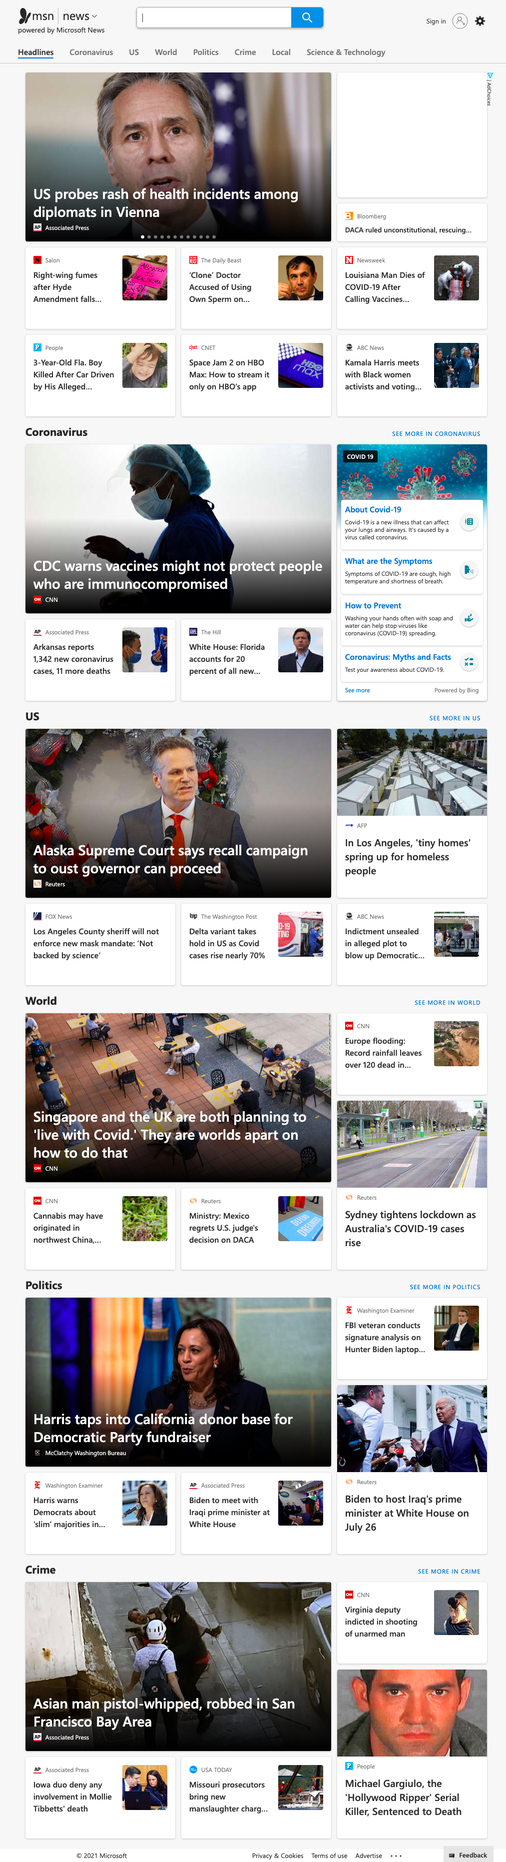 msn | news
powered by Microsoft News
Sign in
Headlines Coronavirus US World Politics Crime Local Science & Technology
US probes rash of health incidents among
diplomats in Vienna
Associated Press
AdChoices
Bloomberg
DACA ruled unconstitutional, rescuing...
Salon
Right-wing fumes
after Hyde
Amendment falls...
The Daily Beast
'Clone' Doctor
Accused of Using
Own Sperm on...
Newsweek
Louisiana Man Dies of
COVID-19 After
Calling Vaccines...
People
3-Year-Old Fla. Boy
Killed After Car Driven
by His Alleged...
CNET
Space Jam 2 on HBO
Max: How to stream it
only on HBO's app
HBO
max
ABC News
Kamala Harris meets
with Black women
activists and voting...
Coronavirus
SEE MORE IN CORONAVIRUS
CDC warns vaccines might not protect people
who are immunocompromised
CNN
COVID 19
About Covid-19
Covid-19 is a new illness that can affect
your lungs and airways. It's caused by a
virus called coronavirus.
What are the Symptoms
Symptoms of COVID-19 are cough, high
temperature and shortness of breath.
How to Prevent
Washing your hands often with soap and
water can help stop viruses like
coronavirus (COVID-19) spreading.
Coronavirus: Myths and Facts
Test your awareness about COVID-19.
See more
Powered by Bing
Associated Press
Arkansas reports
1,342 new coronavirus
cases, 11 more deaths
The Hill
White House: Florida
accounts for 20
percent of all new...
US
SEE MORE IN US
Alaska Supreme Court says recall campaign
to oust governor can proceed
Reuters
AFP
In Los Angeles, 'tiny homes'
spring up for homeless
people
FOX News
Los Angeles County sheriff will not
enforce new mask mandate: 'Not
backed by science'
The Washington Post
Delta variant takes
hold in US as Covid
cases rise nearly 70%
ABC News
Indictment unsealed
in alleged plot to
blow up Democratic...
World
SEE MORE IN WORLD
Singapore and the UK are both planning to
'live with Covid.' They are worlds apart on
how to do that
CNN
CNN
Europe flooding:
Record rainfall leaves
over 120 dead in...
Reuters
Sydney tightens lockdown as
Australia's COVID-19 cases
rise
CNN
Cannabis may have
originated in
northwest China,...
Reuters
Ministry: Mexico
regrets U.S. judge's
decision on DACA
Politics
SEE MORE IN POLITICS
Harris taps into California donor base for
Democratic Party fundraiser
McClatchy Washington Bureau
Washington Examiner
FBI veteran conducts
signature analysis on
Hunter Biden laptop...
Reuters
Biden to host Iraq's prime
minister at White House on
July 26
Washington Examiner
Harris warns
Democrats about
'slim' majorities in...
Associated Press
Biden to meet with
Iraqi prime minister at
White House
Crime
SEE MORE IN CRIME
Asian man pistol-whipped, robbed in San
Francisco Bay Area
Associated Press
CNN
Virginia deputy
indicted in shooting
of unarmed man
People
Michael Gargiulo, the
'Hollywood Ripper' Serial
Killer, Sentenced to Death
Associated Press
Iowa duo deny any
involvement in Mollie
Tibbetts' death
USA TODAY
Missouri prosecutors
bring new
manslaughter charg...
© 2021 Microsoft
Privacy & Cookies Terms of use Advertise ...
Feedback